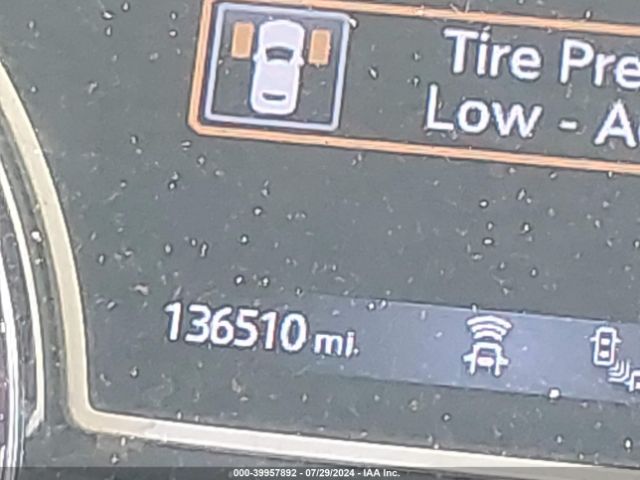 Tire Pre
Low - A
136510 mi.
000-39957892 - 07/29/2024 - IAA Inc.